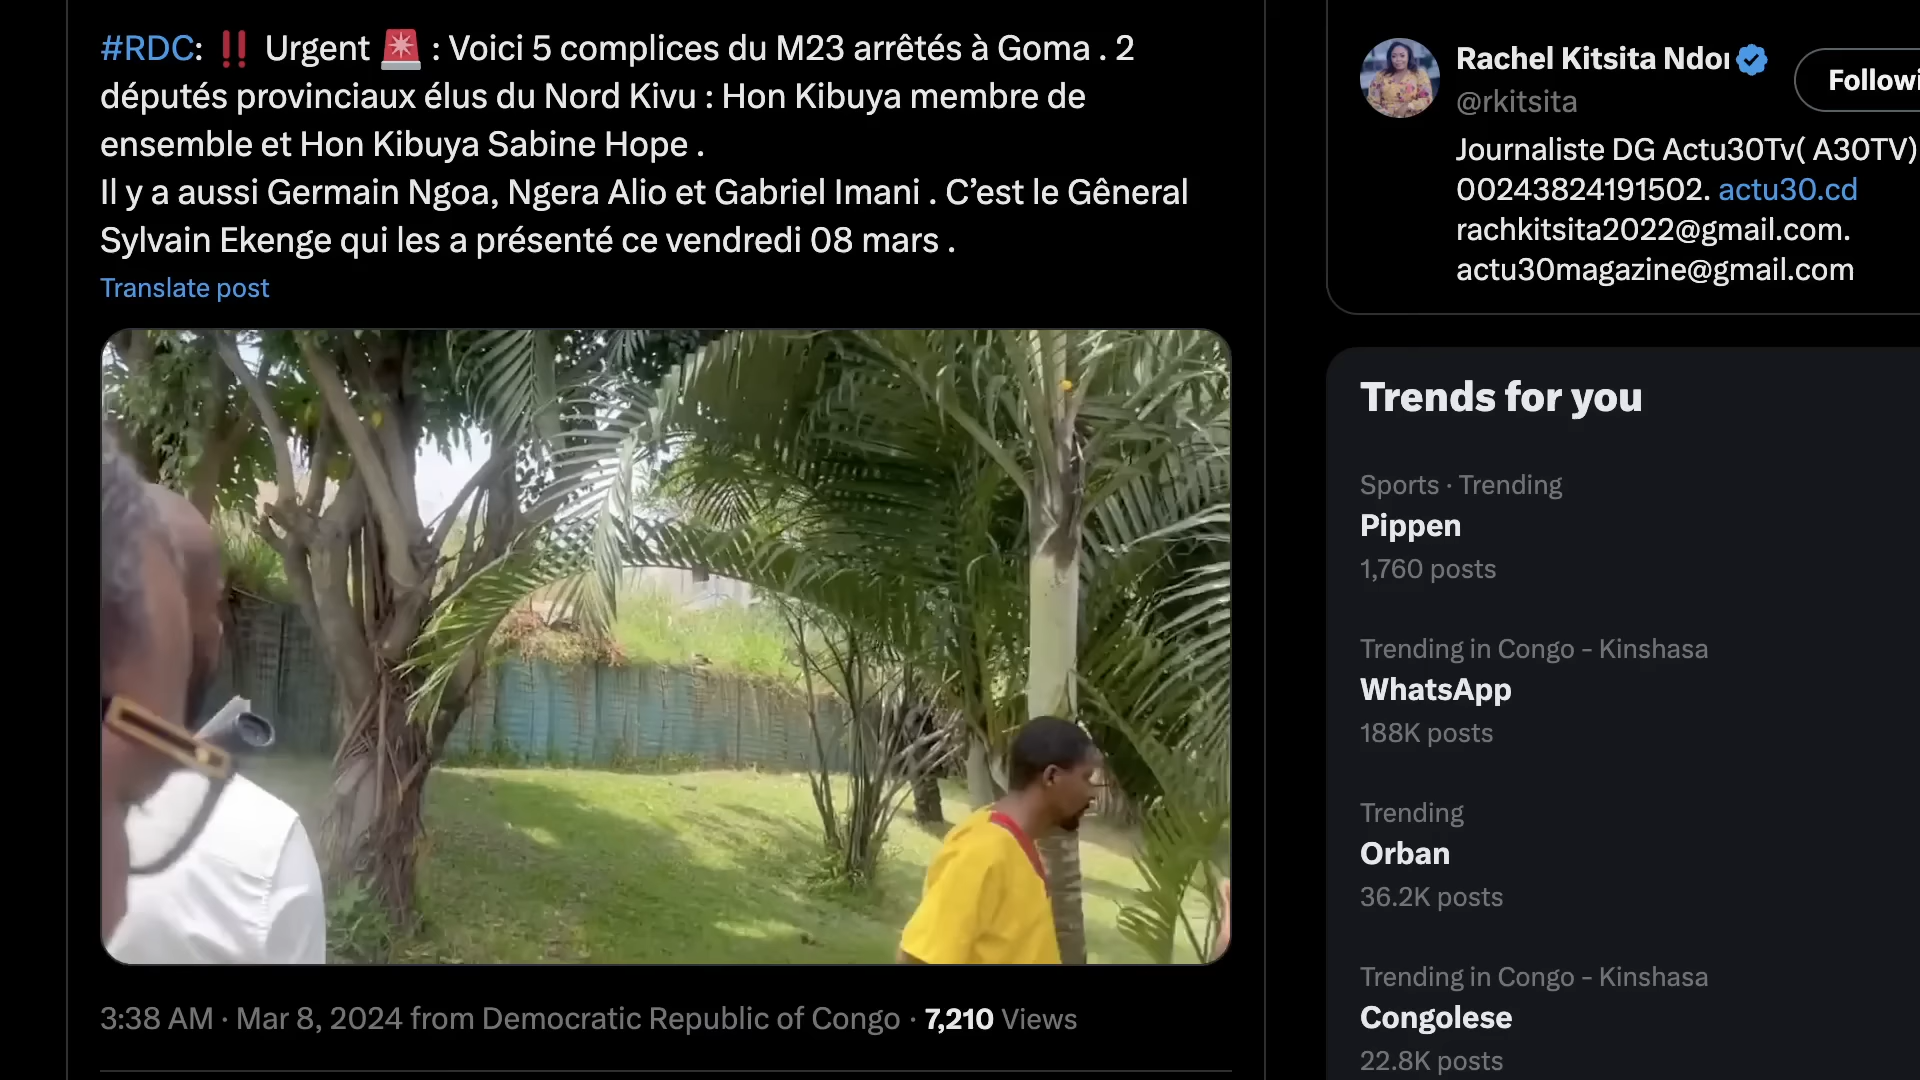 #RDC: ‼️ Urgent 🚨 : Voici 5 complices du M23 arrêtés à Goma . 2
députés provinciaux élus du Nord Kivu : Hon Kibuya membre de
ensemble et Hon Kibuya Sabine Hope .
Il y a aussi Germain Ngoa, Ngera Alio et Gabriel Imani . C’est le Gêneral
Sylvain Ekenge qui les a présenté ce vendredi 08 mars .
Translate post
3:38 AM · Mar 8, 2024 from Democratic Republic of Congo · 7,210 Views
Rachel Kitsita
@rkitsita
Journaliste DG Actu30Tv( A30TV)
00243824191502. actu30.cd
rachkitsita2022@gmail.com.
actu30magazine@gmail.com
Trends for you
Sports · Trending
Pippen
1,760 posts
Trending in Congo - Kinshasa
WhatsApp
188K posts
Trending
Orban
36.2K posts
Trending in Congo - Kinshasa
Congolese
22.8K posts